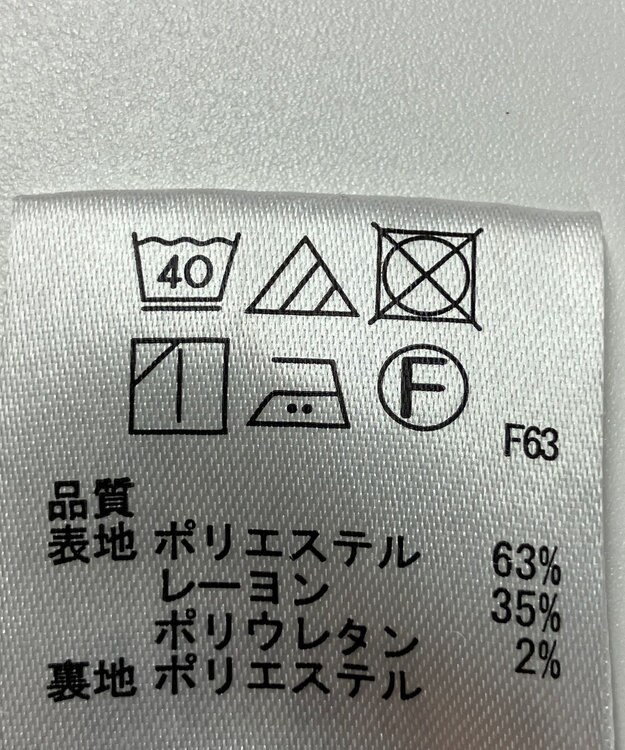 40
F
F63
品質
表地 ポリエステル 63%
レーヨン 35%
ポリウレタン 2%
裏地 ポリエステル